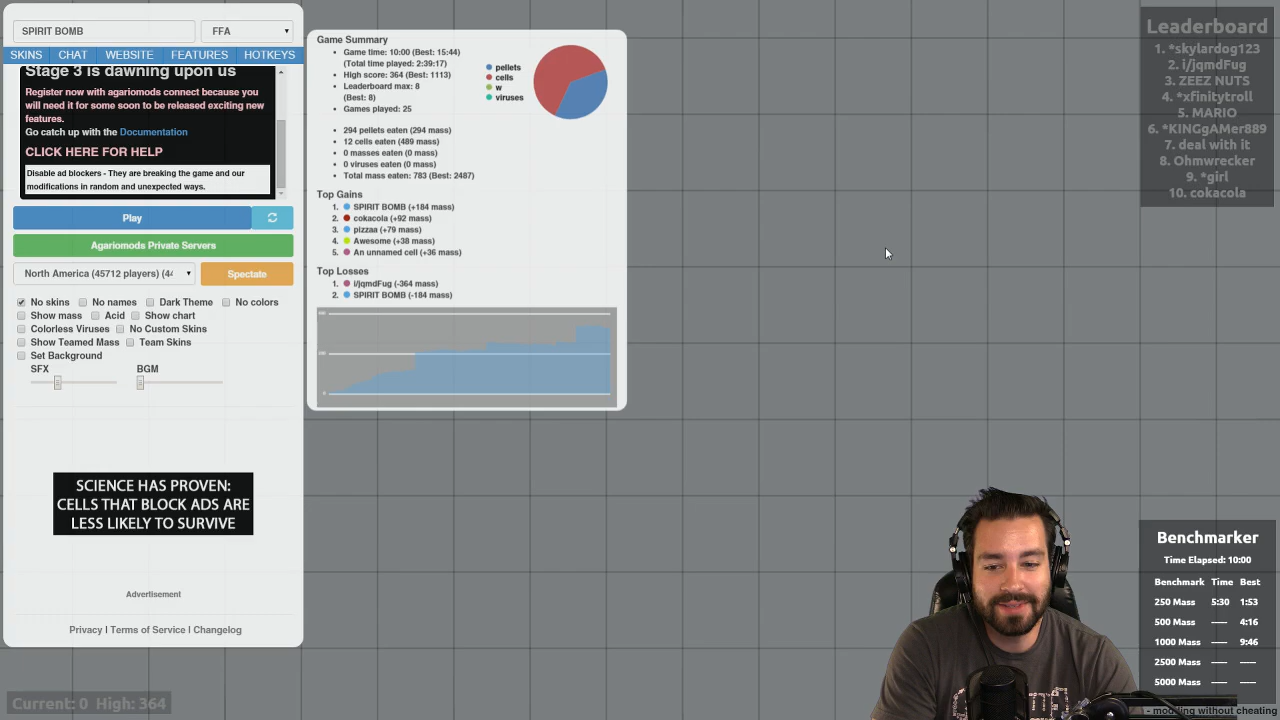 SPIRIT BOMB
FFA
SKINS CHAT WEBSITE FEATURES HOTKEYS
Stage 3 is dawning upon us
Register now with agariomods connect because you
will need it for some soon to be released exciting new
features.
Go catch up with the Documentation
CLICK HERE FOR HELP
Disable ad blockers - They are breaking the game and our
modifications in random and unexpected ways.
Play
Agariomods Private Servers
North America (45712 players) (44
Spectate
No skins No names Dark Theme No colors
Show mass Acid Show chart
Colorless Viruses No Custom Skins
Show Teamed Mass Team Skins
Set Background
SFX BGM
SCIENCE HAS PROVEN:
CELLS THAT BLOCK ADS ARE
LESS LIKELY TO SURVIVE
Advertisement
Privacy | Terms of Service | Changelog
Current: 0 High: 364
Game Summary
Game time: 10:00 (Best: 15:44)
(Total time played: 2:39:17)
High score: 364 (Best: 1113)
Leaderboard max: 8
(Best: 8)
Games played: 25
pellets
cells
w
viruses
294 pellets eaten (294 mass)
12 cells eaten (489 mass)
0 masses eaten (0 mass)
0 viruses eaten (0 mass)
Total mass eaten: 783 (Best: 2487)
Top Gains
1. SPIRIT BOMB (+184 mass)
2. cokacola (+92 mass)
3. pizzaa (+79 mass)
4. Awesome (+38 mass)
5. An unnamed cell (+36 mass)
Top Losses
1. i/jqmdFug (-364 mass)
2. SPIRIT BOMB (-184 mass)
0
Leaderboard
1. *skylardog123
2. i/jqmdFug
3. ZEEZ NUTS
4. *xfinitytroll
5. MARIO
6. *KINGgAMer889
7. deal with it
8. Ohmwrecker
9. *girl
10. cokacola
Benchmarker
Time Elapsed: 10:00
Benchmark Time Best
250 Mass 5:30 1:53
500 Mass —— 4:16
1000 Mass —— 9:46
2500 Mass —— ——
5000 Mass —— ——
- modding without cheating